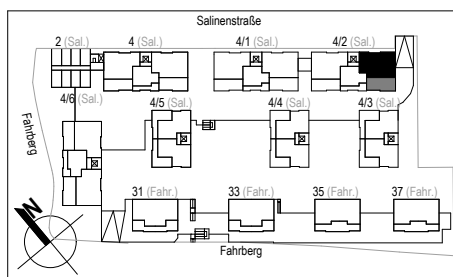 Salinenstraße
2 (Sal.) 4 (Sal.) 4/1 (Sal.) 4/2 (Sal.)
4/6 (Sal.) 4/5 (Sal.) 4/4 (Sal.) 4/3 (Sal.)
Fahrberg
31 (Fahr.) 33 (Fahr.) 35 (Fahr.) 37 (Fahr.)
N
Fahrberg